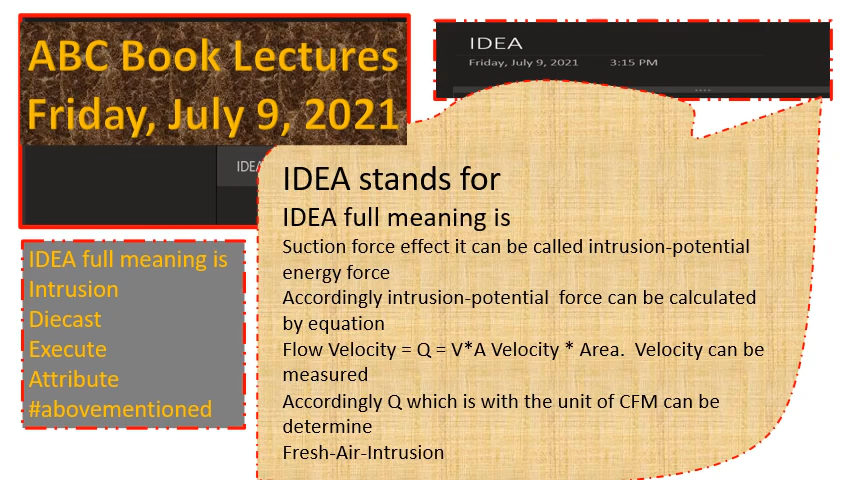 ABC Book Lectures
Friday, July 9, 2021
IDEA
Friday, July 9, 2021 3:15 PM
IDEA
IDEA stands for
IDEA full meaning is
Suction force effect it can be called intrusion-potential
energy force
Accordingly intrusion-potential force can be calculated
by equation
Flow Velocity = Q = V*A Velocity * Area. Velocity can be
measured
Accordingly Q which is with the unit of CFM can be
determine
Fresh-Air-Intrusion
IDEA full meaning is
Intrusion
Diecast
Execute
Attribute
#abovementioned